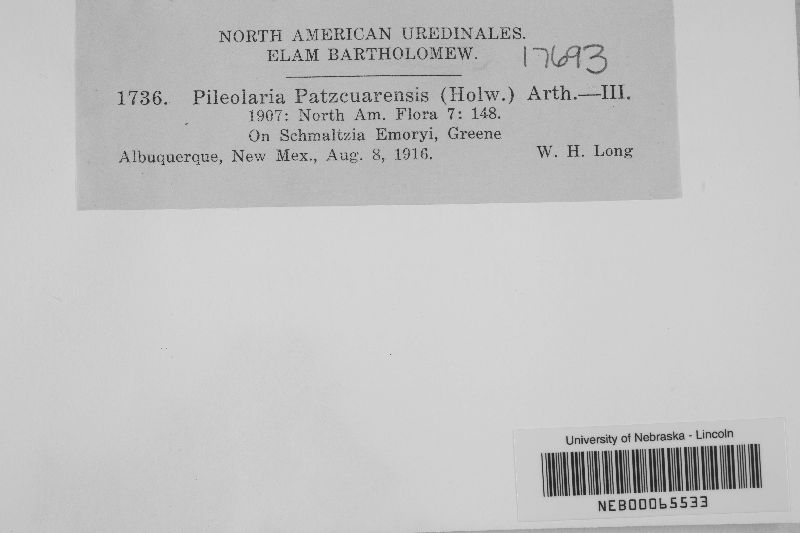 NORTH AMERICAN UREDINALES.
ELAM BARTHOLOMEW.
17693
1736. Pileolaria Patzcuarensis (Holw.) Arth.—III.
1907: North Am. Flora 7: 148.
On Schmaltzia Emoryi, Greene
Albuquerque, New Mex., Aug. 8, 1916. W. H. Long
University of Nebraska - Lincoln
NEB00065533